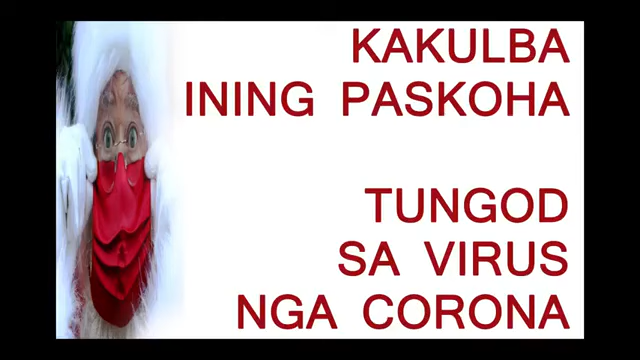 KAKULBA
INING PASKOHA
TUNGOD
SA VIRUS
NGA CORONA